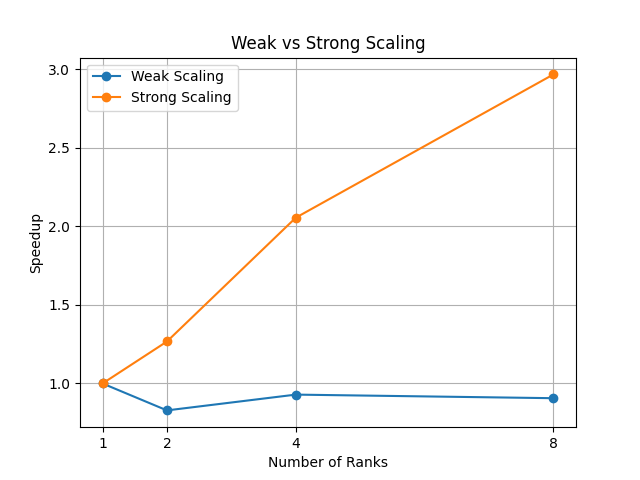 Weak vs Strong Scaling
Weak Scaling
Strong Scaling
3.0
2.5
2.0
1.5
1.0
Speedup
1 2 4 8
Number of Ranks